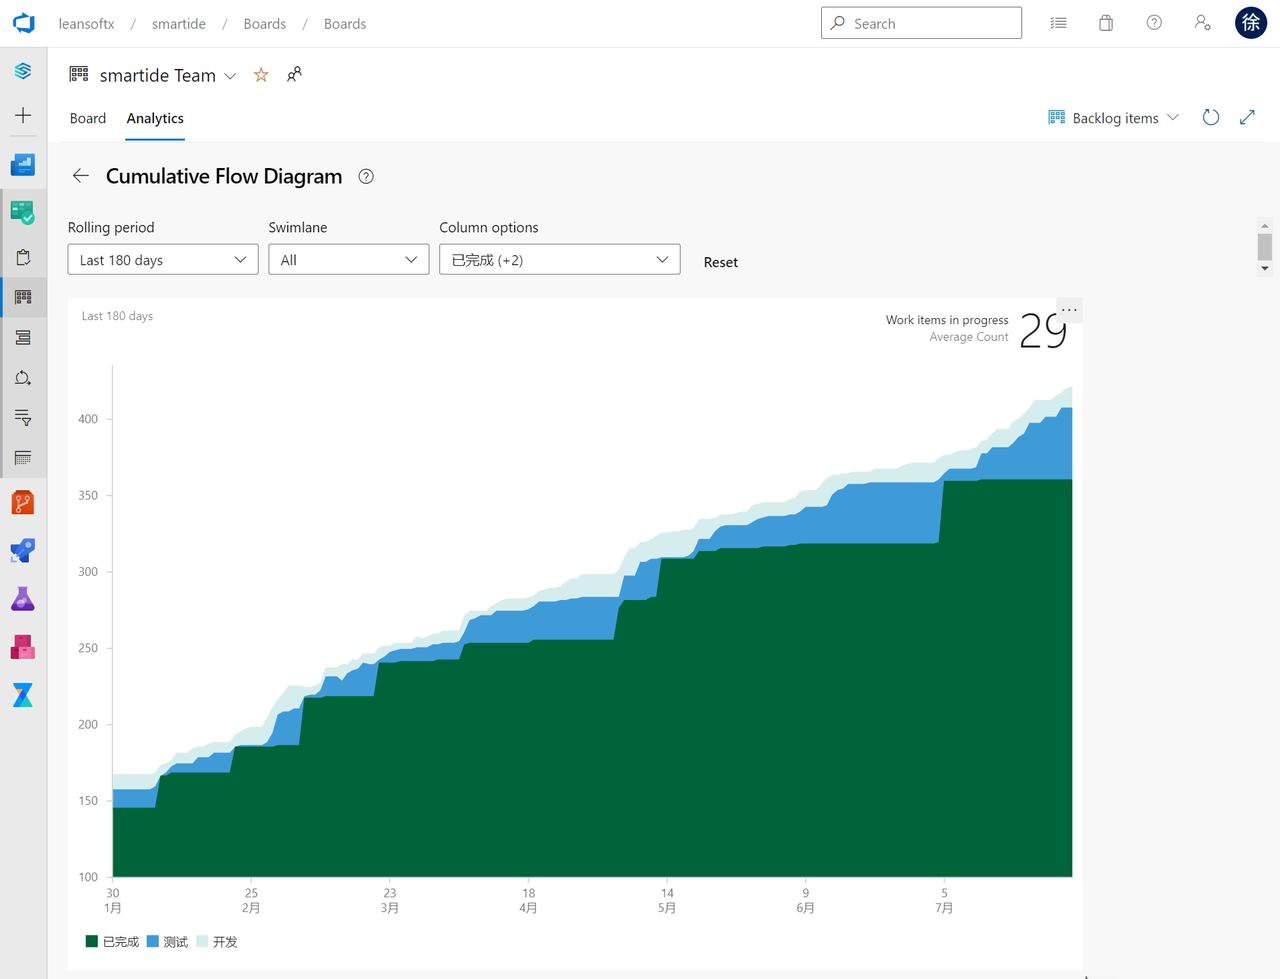 leansoftx / smartide / Boards / Boards
Search
徐
smartide Team
Board Analytics
Backlog items
Cumulative Flow Diagram
Rolling period Swimlane Column options
Last 180 days All 已完成 (+2) Reset
Last 180 days
Work items in progress
Average Count
29
400
350
300
250
200
150
100
30 25 23 18 14 9 5
1月 2月 3月 4月 5月 6月 7月
已完成 测试 开发